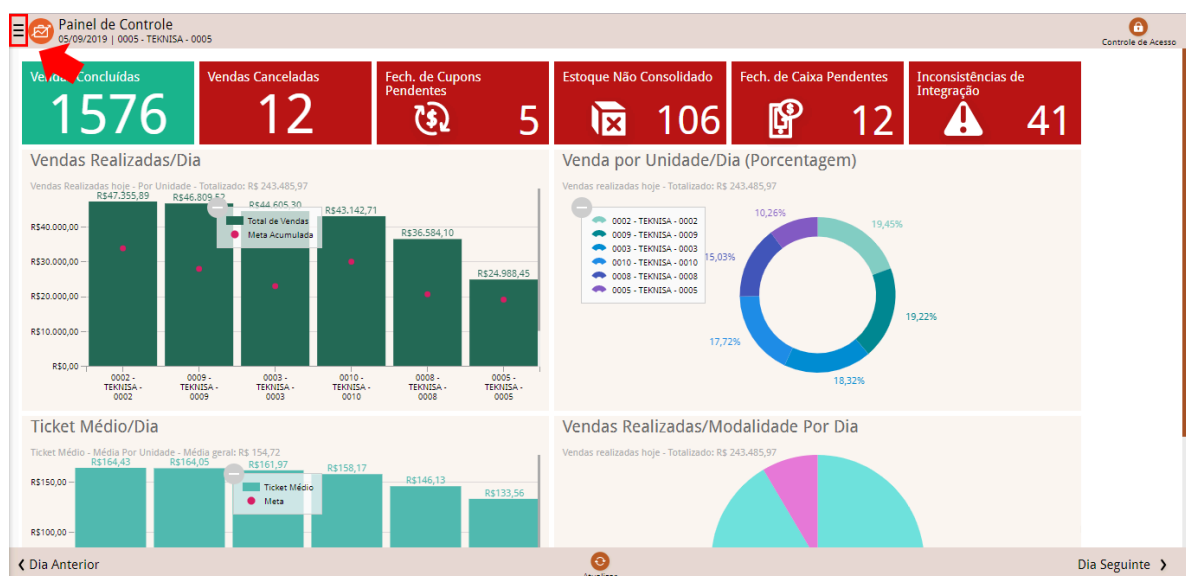 Painel de Controle
05/09/2019 | 0005 - TEKNISA - 0005
Controle de Acesso
Concluídas
1576
Vendas Canceladas
12
Fech. de Cupons
Pendentes
5
Estoque Não Consolidado
106
Fech. de Caixa Pendentes
12
Inconsistências de
Integração
41
Vendas Realizadas/Dia
Vendas Realizadas hoje - Por Unidade - Totalizado: R$ 243.485,97
R$47.355,89
R$46.809,52
R$44.605,30
R$43.142,71
R$36.584,10
R$24.988,45
Total de Vendas
Meta Acumulada
R$40.000,00
R$30.000,00
R$20.000,00
R$10.000,00
R$0,00
0002 -
TEKNISA -
0002
0009 -
TEKNISA -
0009
0003 -
TEKNISA -
0003
0010 -
TEKNISA -
0010
0008 -
TEKNISA -
0008
0005 -
TEKNISA -
0005
Venda por Unidade/Dia (Porcentagem)
Vendas realizadas hoje - Totalizado: R$ 243.485,97
0002 - TEKNISA - 0002
0009 - TEKNISA - 0009
0003 - TEKNISA - 0003
0010 - TEKNISA - 0010
0008 - TEKNISA - 0008
0005 - TEKNISA - 0005
10,26%
19,45%
15,03%
19,22%
17,72%
18,32%
Ticket Médio/Dia
Ticket Médio - Média Por Unidade - Média geral: R$ 154,72
R$164,43
R$164,05
R$161,97
R$158,17
R$146,13
R$133,56
Ticket Médio
Meta
R$150,00
R$100,00
Vendas Realizadas/Modalidade Por Dia
Vendas realizadas hoje - Totalizado: R$ 243.485,97
Dia Anterior
Dia Seguinte